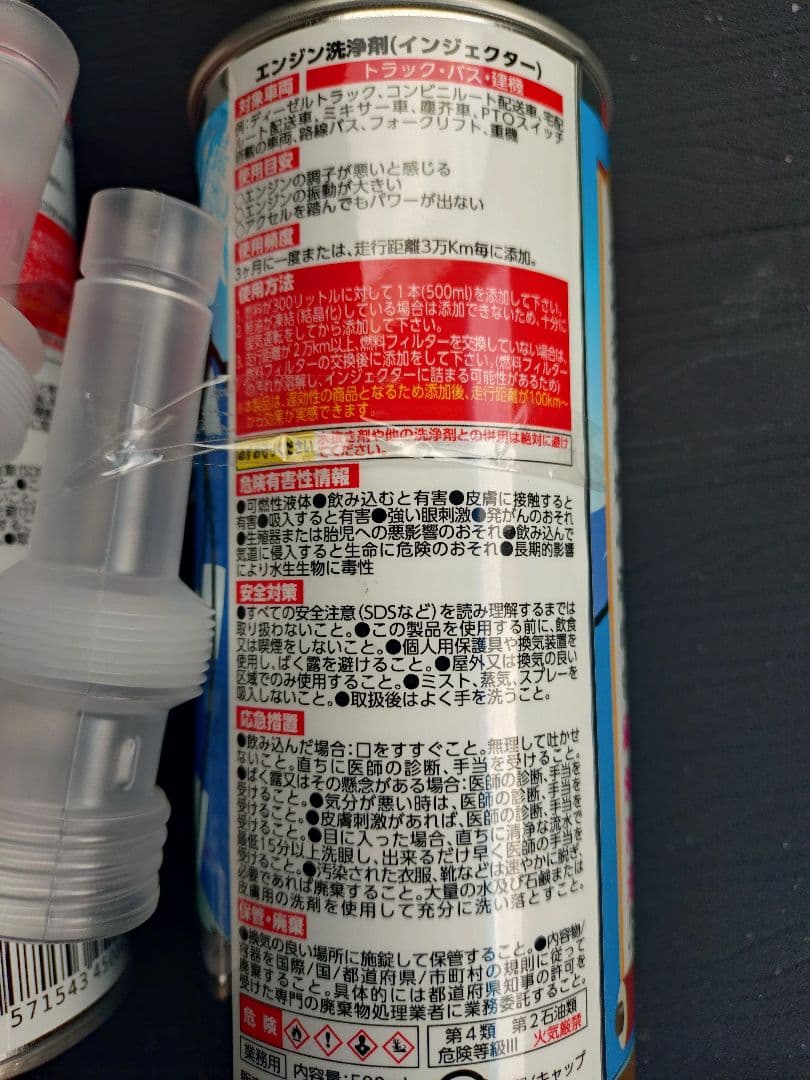 エンジン洗浄剤(インジェクター)
対象車両 トラック・バス・建機
例:ディーゼルトラック、コンビニルート配送車、宅配
ルート配送車、ミキサー車、塵芥車、PTOスイッチ
搭載の車両、路線バス、フォークリフト、重機
使用目安
○エンジンの調子が悪いと感じる
○エンジンの振動が大きい
○アクセルを踏んでもパワーが出ない
使用頻度
3ヶ月に一度または、走行距離3万Km毎に添加。
使用方法
1. 燃料が300リットルに対して1本(500ml)を添加して下さい。
2. 軽油が凍結(結晶化)している場合は添加できないため、十分に
暖気運転をしてから添加して下さい。
3. 走行距離が2万km以上、燃料フィルターを交換していない場合は、
燃料フィルターの交換後に添加をして下さい。(燃料フィルター
の汚れが溶解し、インジェクターに詰まる可能性があるため)
本製品は、遅効性の商品となるため添加後、走行距離が100km~
から効果が実感できます。
必ずお守りください 水抜き剤や他の洗浄剤との併用は絶対に避け
てください。
危険有害性情報
●可燃性液体●飲み込むと有害●皮膚に接触すると
有害●吸入すると有害●強い眼刺激●発がんのおそれ
●生殖器または胎児への悪影響のおそれ●飲み込んで
気道に侵入すると生命に危険のおそれ●長期的影響
により水生生物に毒性
安全対策
●すべての安全注意(SDSなど)を読み理解するまでは
取り扱わないこと。●この製品を使用する前に、飲食
又は喫煙をしないこと。●個人用保護具や換気装置を
使用し、ばく露を避けること。●屋外又は換気の良い
区域でのみ使用すること。●ミスト、蒸気、スプレーを
吸入しないこと。●取扱後はよく手を洗うこと。
応急措置
●飲み込んだ場合:口をすすぐこと。無理して吐かせ
ないこと。直ちに医師の診断、手当を受けること。
●ばく露又はその懸念がある場合:医師の診断、手当を
受けること。●気分が悪い時は、医師の診断、手当を
受けること。●皮膚刺激があれば、医師の診断、手当を
受けること。●目に入った場合、直ちに清浄な流水で
最低15分以上洗眼し、出来るだけ早く医師の手当を
受けること。●汚染された衣服、靴などは速やかに脱ぎ、
必要であれば廃棄すること。大量の水及び石鹸または
皮膚用の洗剤を使用して充分に洗い落とすこと。
保管・廃棄
●換気の良い場所に施錠して保管すること。●内容物/
容器を国際/国/都道府県/市町村の規則に従って
廃棄すること。具体的には都道府県知事の許可を
受けた専門の廃棄物処理業者に業務委託すること。
危険
第4類 第2石油類
危険等級III 火気厳禁
業務用
571543